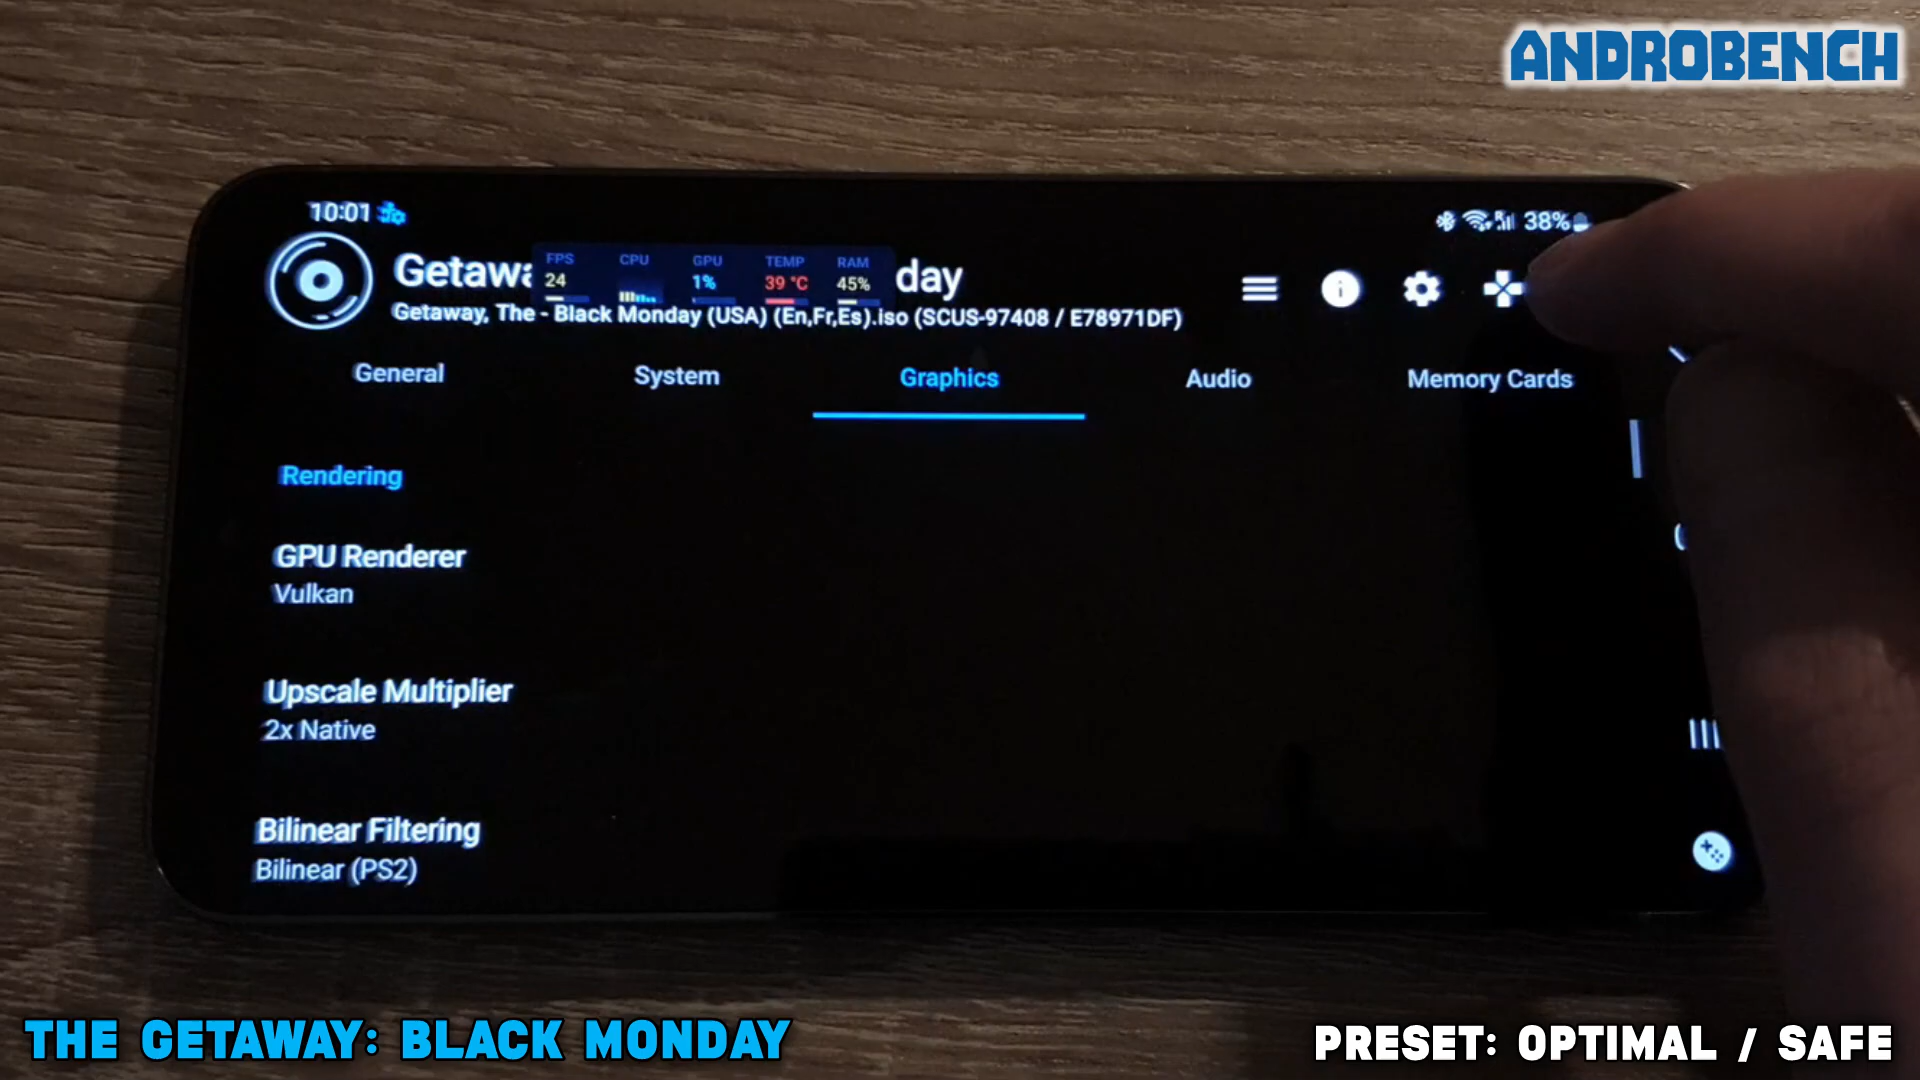 ANDROBENCH
10:01
38%
Getawa
day
FPS CPU GPU TEMP RAM
24 1% 39 °C 45%
Getaway, The - Black Monday (USA) (En,Fr,Es).iso (SCUS-97408 / E78971DF)
General System Graphics Audio Memory Cards
Rendering
GPU Renderer
Vulkan
Upscale Multiplier
2x Native
Bilinear Filtering
Bilinear (PS2)
THE GETAWAY: BLACK MONDAY
PRESET: OPTIMAL / SAFE